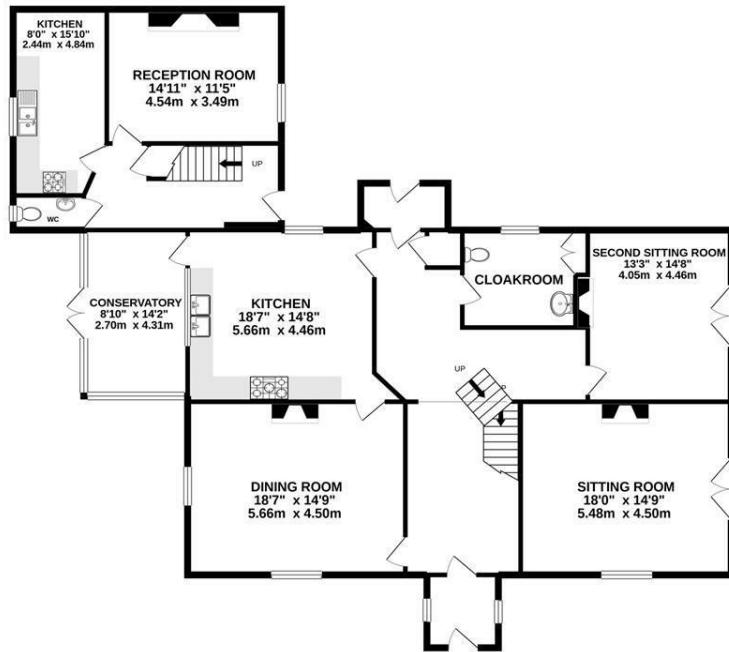 KITCHEN
8'0" x 15'10"
2.44m x 4.84m
RECEPTION ROOM
14'11" x 11'5"
4.54m x 3.49m
UP
WC
CONSERVATORY
8'10" x 14'2"
2.70m x 4.31m
KITCHEN
18'7" x 14'8"
5.66m x 4.46m
CLOAKROOM
SECOND SITTING ROOM
13'3" x 14'8"
4.05m x 4.46m
UP
DINING ROOM
18'7" x 14'9"
5.66m x 4.50m
SITTING ROOM
18'0" x 14'9"
5.48m x 4.50m